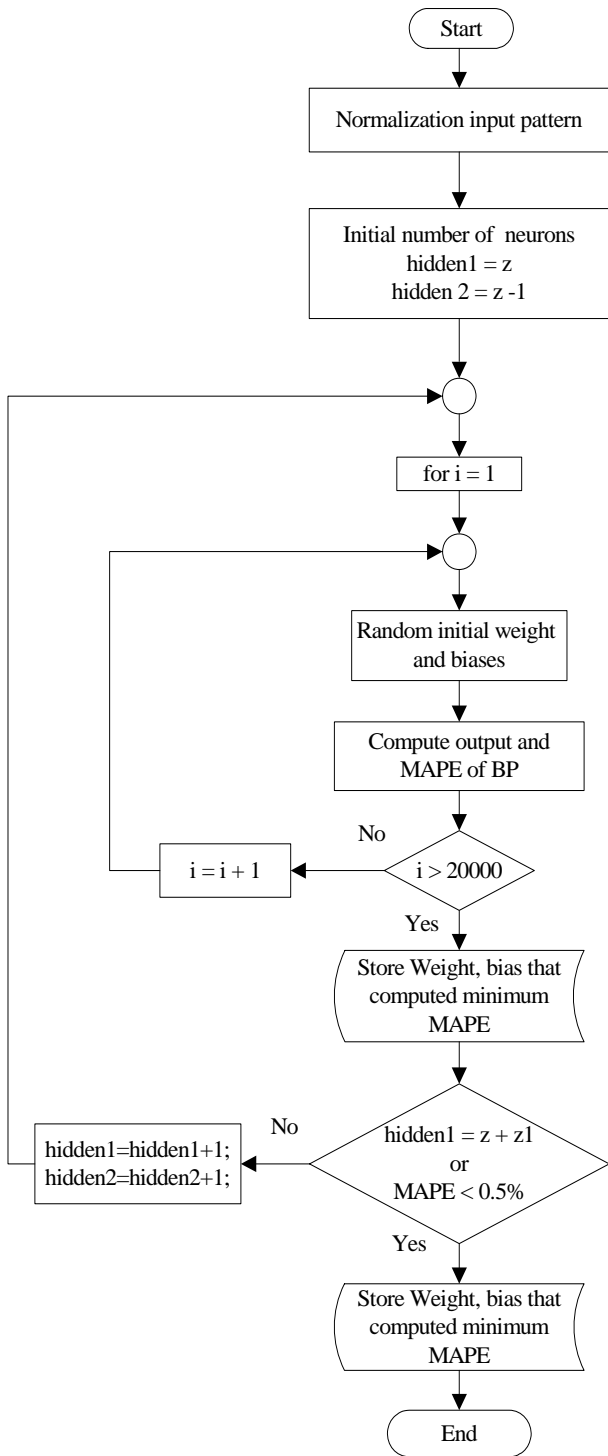 Start
Normalization input pattern
Initial number of neurons
hidden1 = z
hidden 2 = z -1
for i = 1
Random initial weight
and biases
Compute output and
MAPE of BP
No
i = i + 1
i > 20000
Yes
Store Weight, bias that
computed minimum
MAPE
hidden1=hidden1+1;
hidden2=hidden2+1;
No
hidden1 = z + z1
or
MAPE < 0.5%
Yes
Store Weight, bias that
computed minimum
MAPE
End